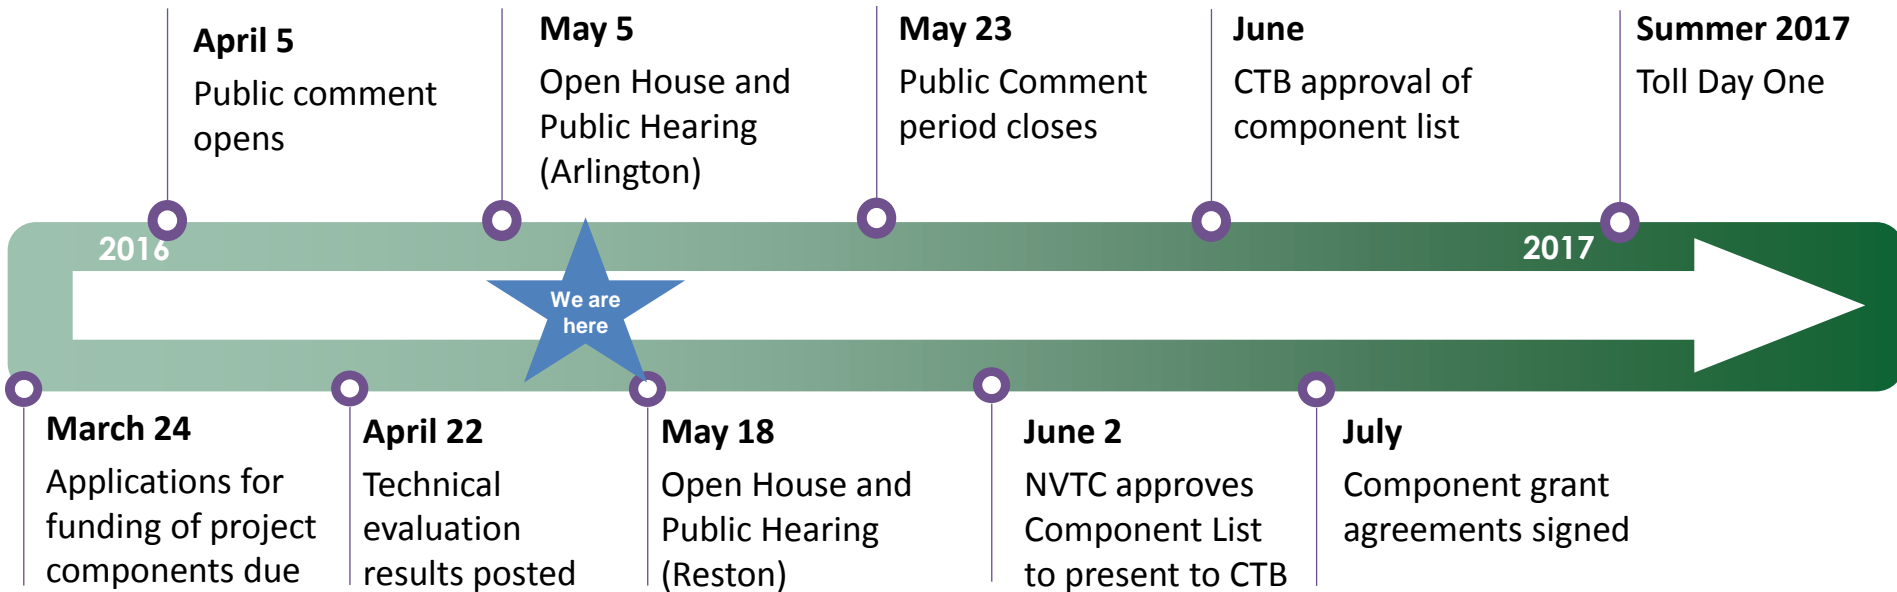 April 5
Public comment
opens
May 5
Open House and
Public Hearing
(Arlington)
May 23
Public Comment
period closes
June
CTB approval of
component list
Summer 2017
Toll Day One
2016
2017
We are
here
March 24
Applications for
funding of project
components due
April 22
Technical
evaluation
results posted
May 18
Open House and
Public Hearing
(Reston)
June 2
NVTC approves
Component List
to present to CTB
July
Component grant
agreements signed